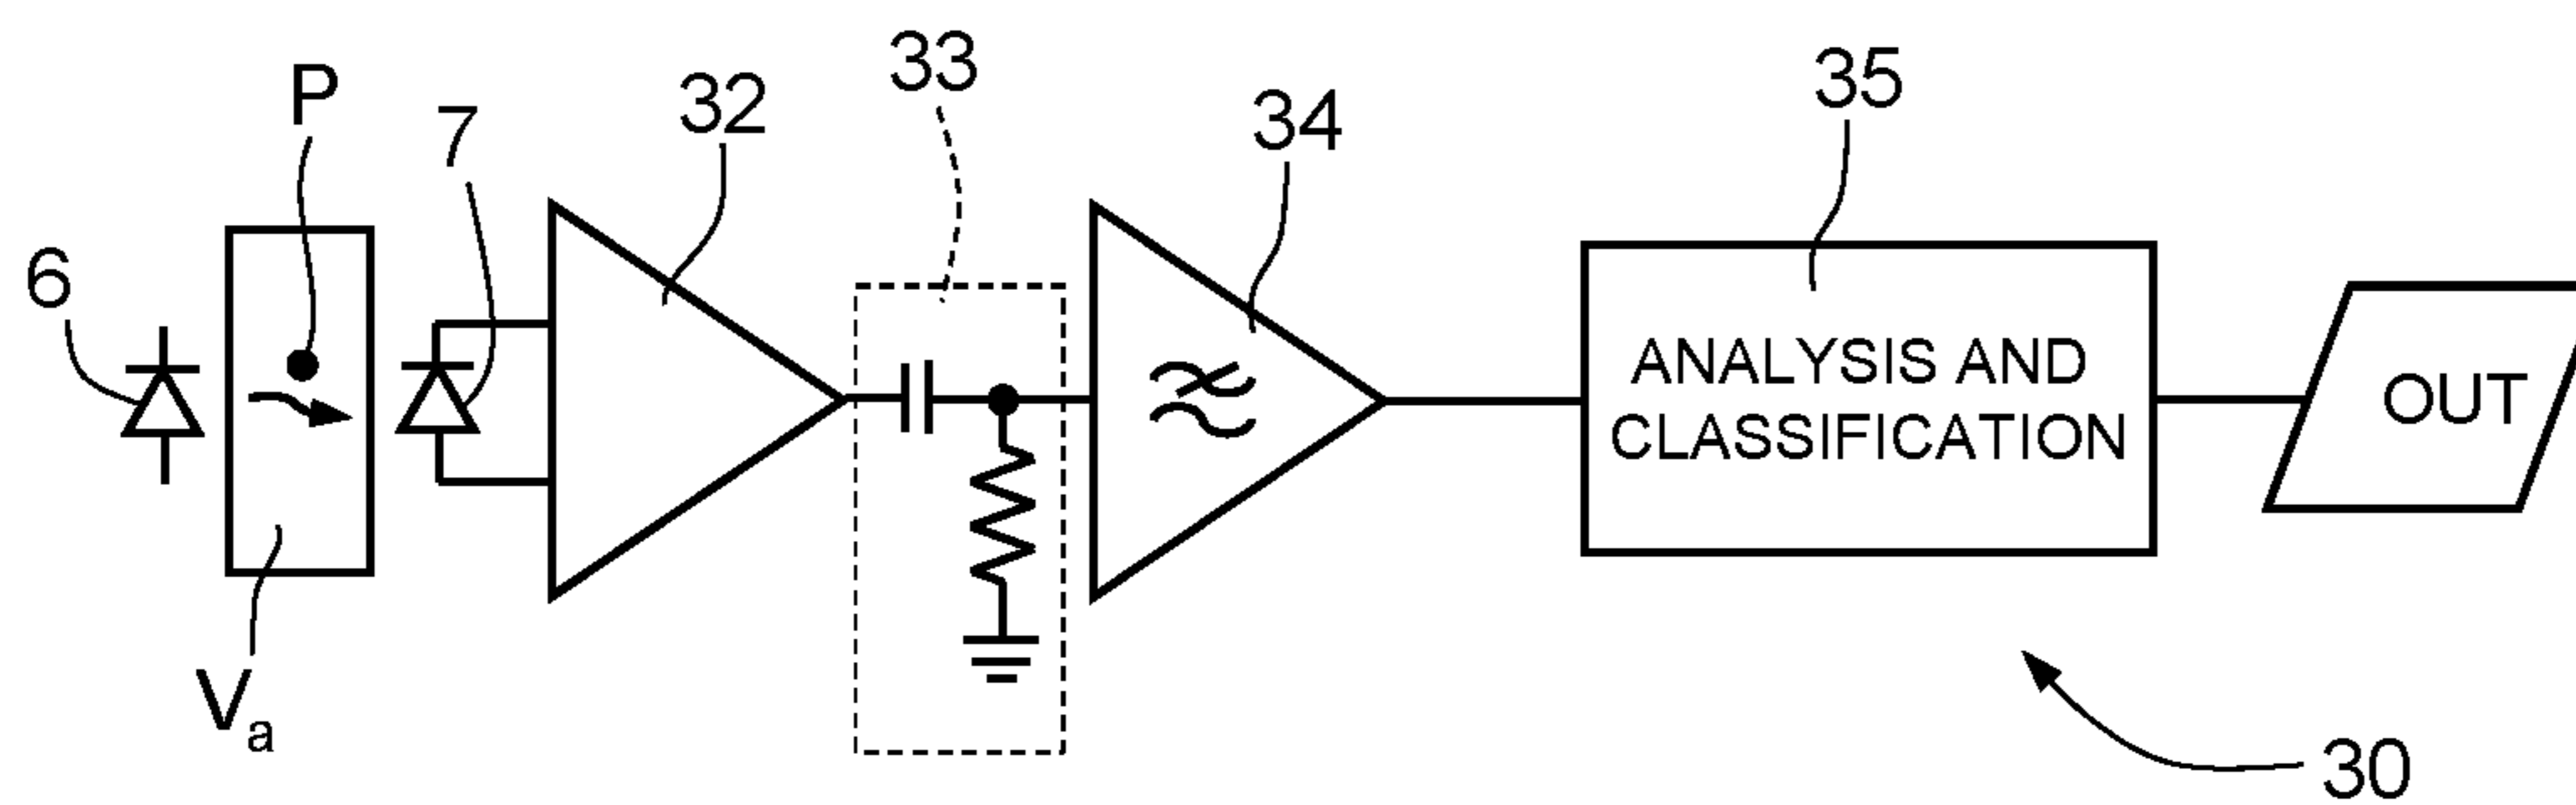 P
7
32
33
34
35
6
ANALYSIS AND
CLASSIFICATION
OUT
Va
30